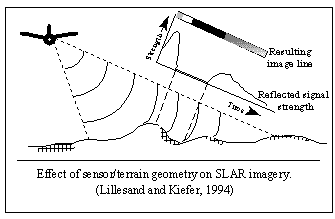 Strength
Resulting
image line
Reflected signal
strength
Time
Effect of sensor/terrain geometry on SLAR imagery.
(Lillesand and Kiefer, 1994)